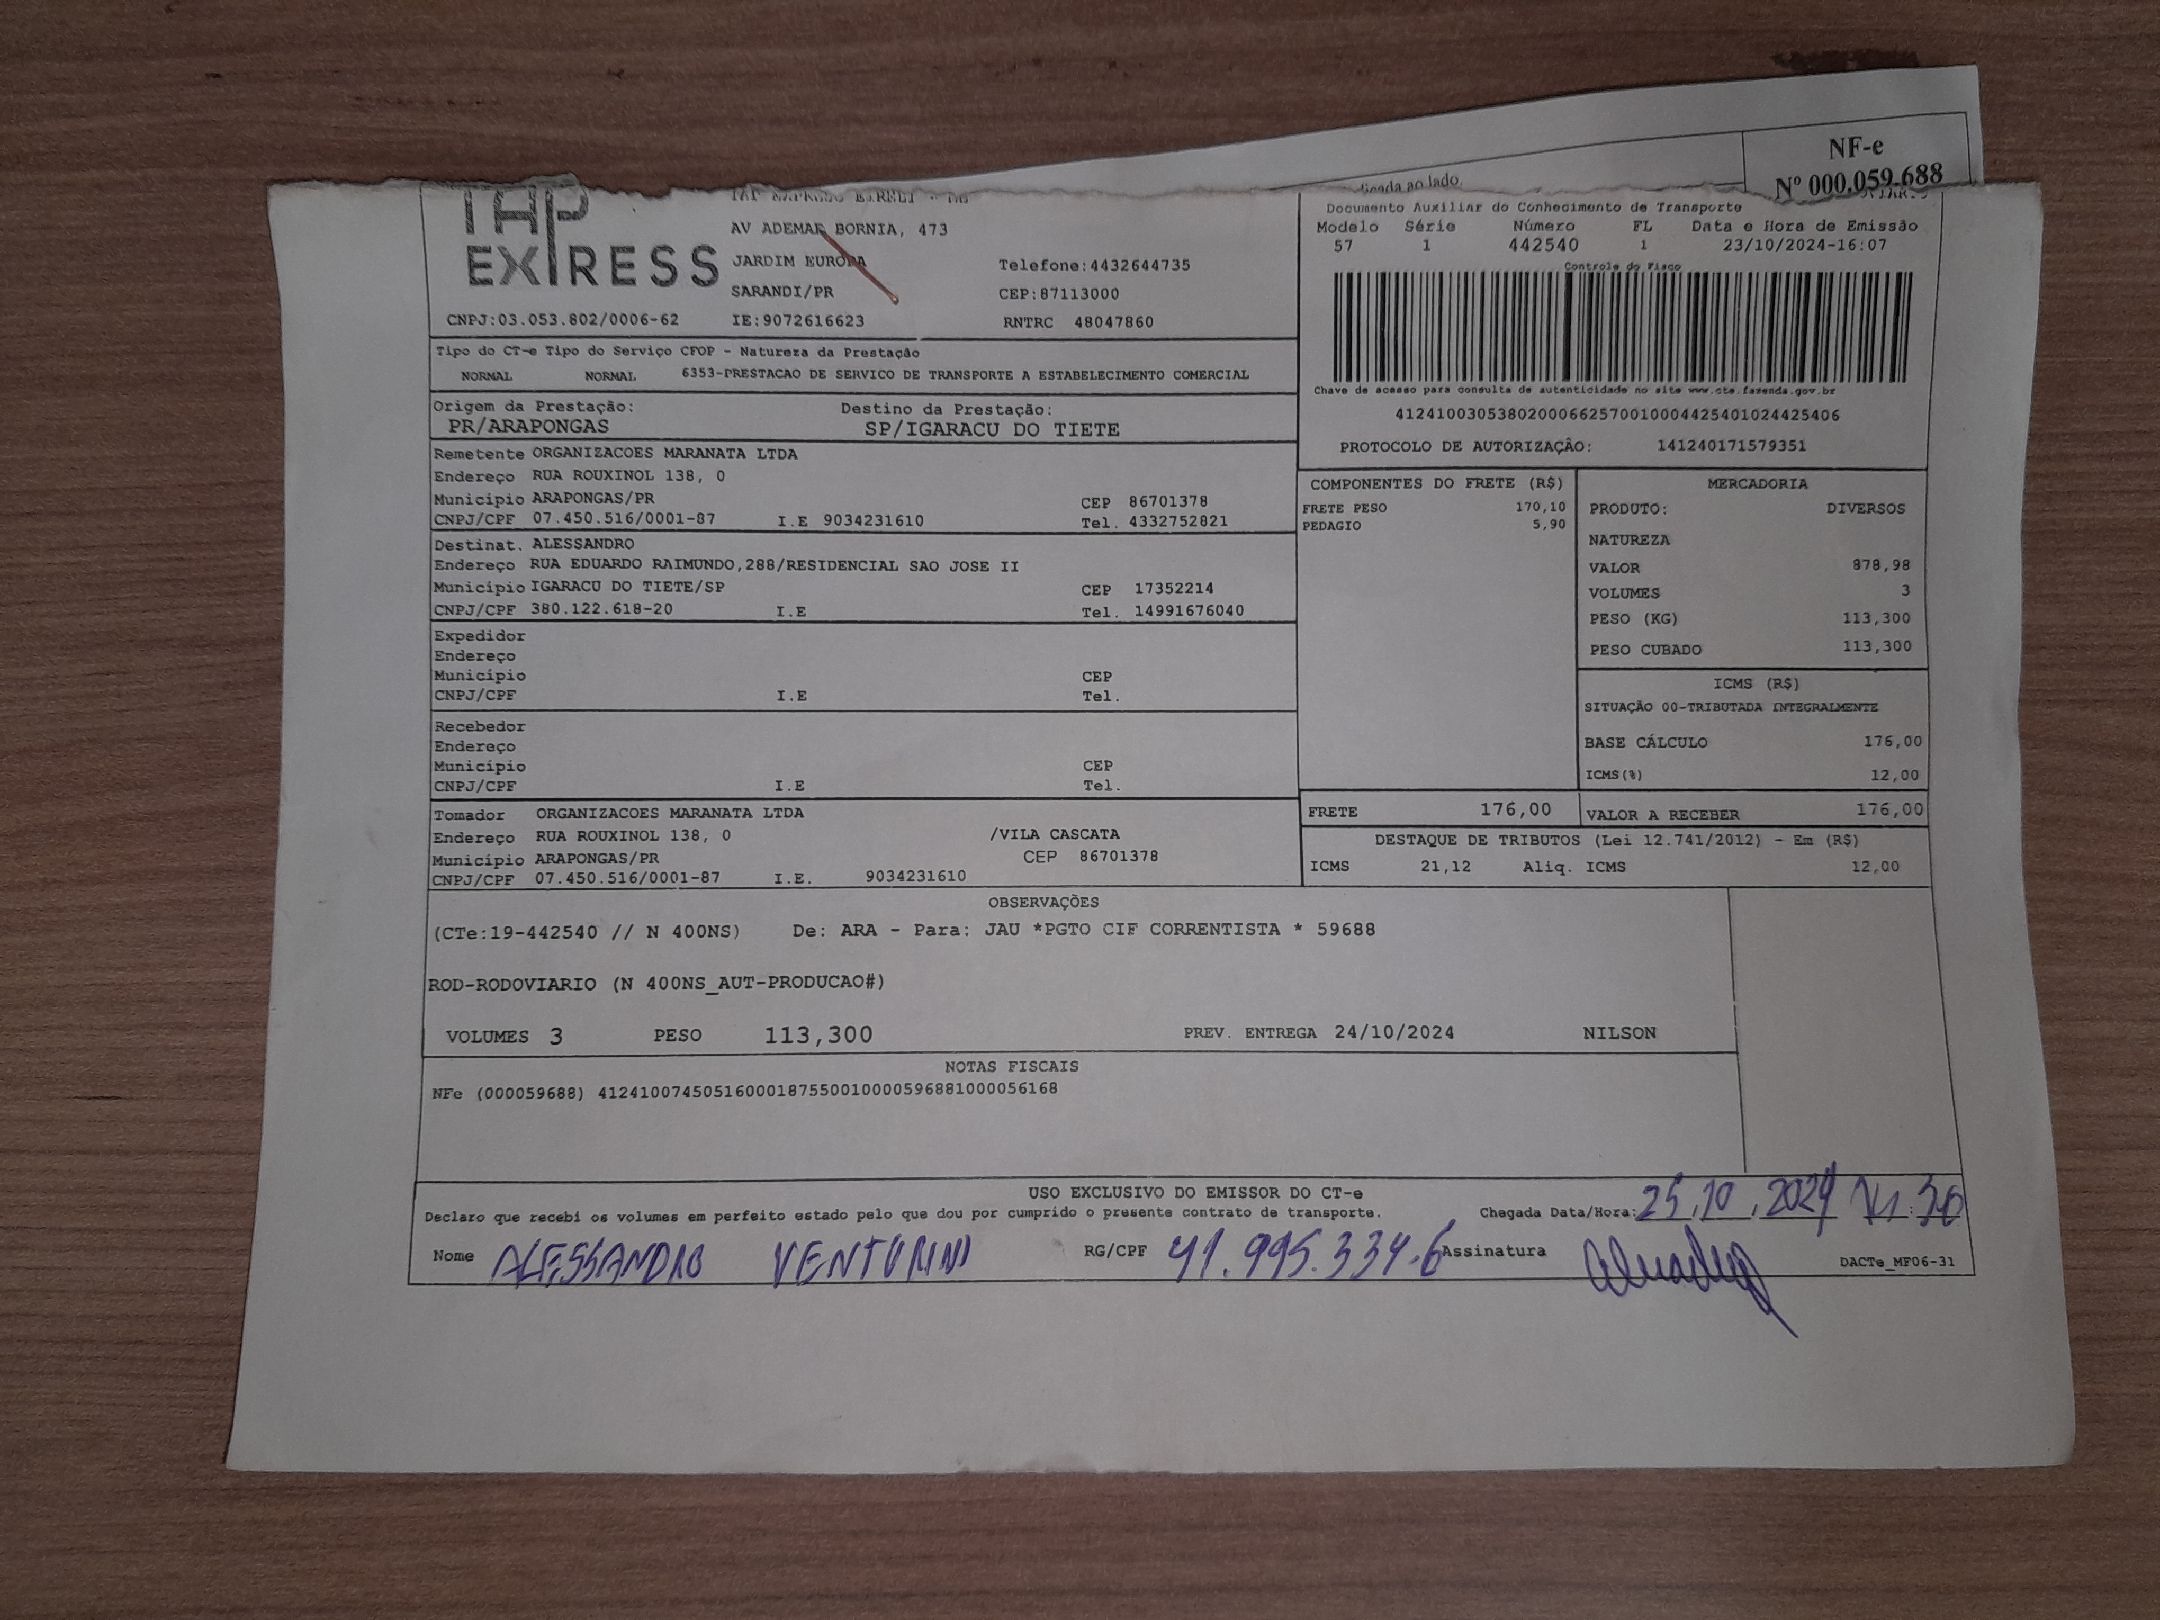 NF-e
Nº 000.059.688
ao lado.
TAP
EXPRESS
AV ADEMAR BORNIA, 473
JARDIM EUROPA
Telefone:4432644735
SARANDI/PR
CEP:87113000
CNPJ:03.053.802/0006-62
IE:9072616623
RNTRC 48047860
Documento Auxiliar do Conhecimento de Transporte
Modelo Série Número FL Data e Hora de Emissão
57 1 442540 1 23/10/2024-16:07
Controle do Fisco
Chave de acesso para consulta de autenticidade no site www.cte.fazenda.gov.br
41241003053802000662570010004425401024425406
PROTOCOLO DE AUTORIZAÇÃO: 141240171579351
Tipo do CT-e Tipo do Serviço CFOP - Natureza da Prestação
NORMAL NORMAL 6353-PRESTACAO DE SERVICO DE TRANSPORTE A ESTABELECIMENTO COMERCIAL
Origem da Prestação: Destino da Prestação:
PR/ARAPONGAS SP/IGARACU DO TIETE
Remetente ORGANIZACOES MARANATA LTDA
Endereço RUA ROUXINOL 138, 0
Município ARAPONGAS/PR CEP 86701378
CNPJ/CPF 07.450.516/0001-87 I.E 9034231610 Tel. 4332752821
Destinat. ALESSANDRO
Endereço RUA EDUARDO RAIMUNDO,288/RESIDENCIAL SAO JOSE II
Município IGARACU DO TIETE/SP CEP 17352214
CNPJ/CPF 380.122.618-20 I.E Tel. 14991676040
Expedidor
Endereço
Município CEP
CNPJ/CPF I.E Tel.
Recebedor
Endereço
Município CEP
CNPJ/CPF I.E Tel.
Tomador ORGANIZACOES MARANATA LTDA
Endereço RUA ROUXINOL 138, 0 /VILA CASCATA
Município ARAPONGAS/PR CEP 86701378
CNPJ/CPF 07.450.516/0001-87 I.E. 9034231610
COMPONENTES DO FRETE (R$)
FRETE PESO 170,10
PEDAGIO 5,90
MERCADORIA
PRODUTO: DIVERSOS
NATUREZA
VALOR 878,98
VOLUMES 3
PESO (KG) 113,300
PESO CUBADO 113,300
ICMS (R$)
SITUAÇÃO 00-TRIBUTADA INTEGRALMENTE
BASE CÁLCULO 176,00
ICMS(%) 12,00
FRETE 176,00 VALOR A RECEBER 176,00
DESTAQUE DE TRIBUTOS (Lei 12.741/2012) - Em (R$)
ICMS 21,12 Aliq. ICMS 12,00
OBSERVAÇÕES
(CTe:19-442540 // N 400NS) De: ARA - Para: JAU *PGTO CIF CORRENTISTA * 59688
ROD-RODOVIARIO (N 400NS_AUT-PRODUCAO#)
VOLUMES 3 PESO 113,300 PREV. ENTREGA 24/10/2024 NILSON
NOTAS FISCAIS
NFe (000059688) 41241007450516000187550010000596881000056168
USO EXCLUSIVO DO EMISSOR DO CT-e
Declaro que recebi os volumes em perfeito estado pelo que dou por cumprido o presente contrato de transporte. Chegada Data/Hora: 25.10.2024
Nome ALESSANDRO VENTURINI RG/CPF 41.995.334-6 Assinatura
DACTe_MF06-31